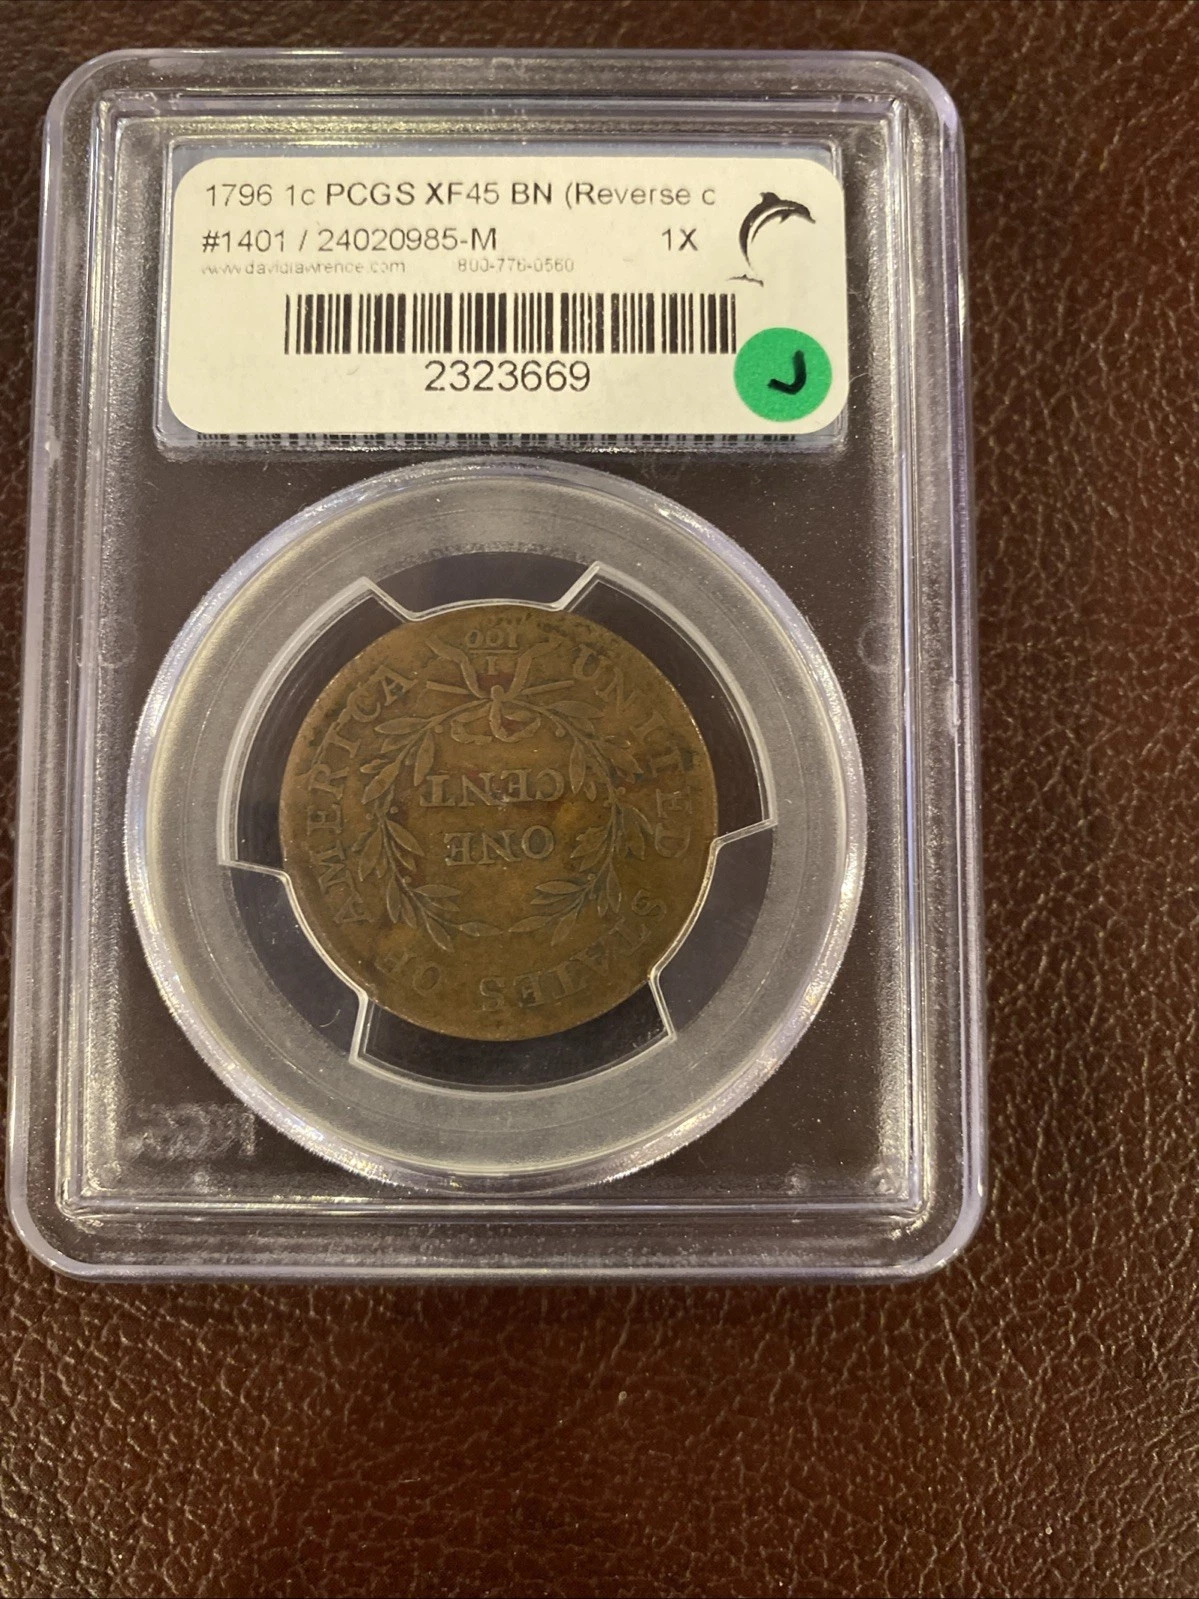 1796 1c PCGS XF45 BN (Reverse c
#1401 / 24020985-M 1X
www.davidlawrence.com 800-776-0560
2323669
UNITED STATES OF AMERICA
ONE
CENT
1
100